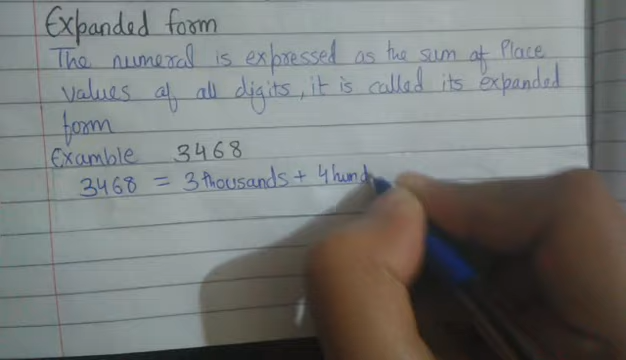 Expanded form
The numeral is expressed as the sum of Place
values of all digits, it is called its expanded
form
Examble 3468
3468 = 3 thousands + 4 hund